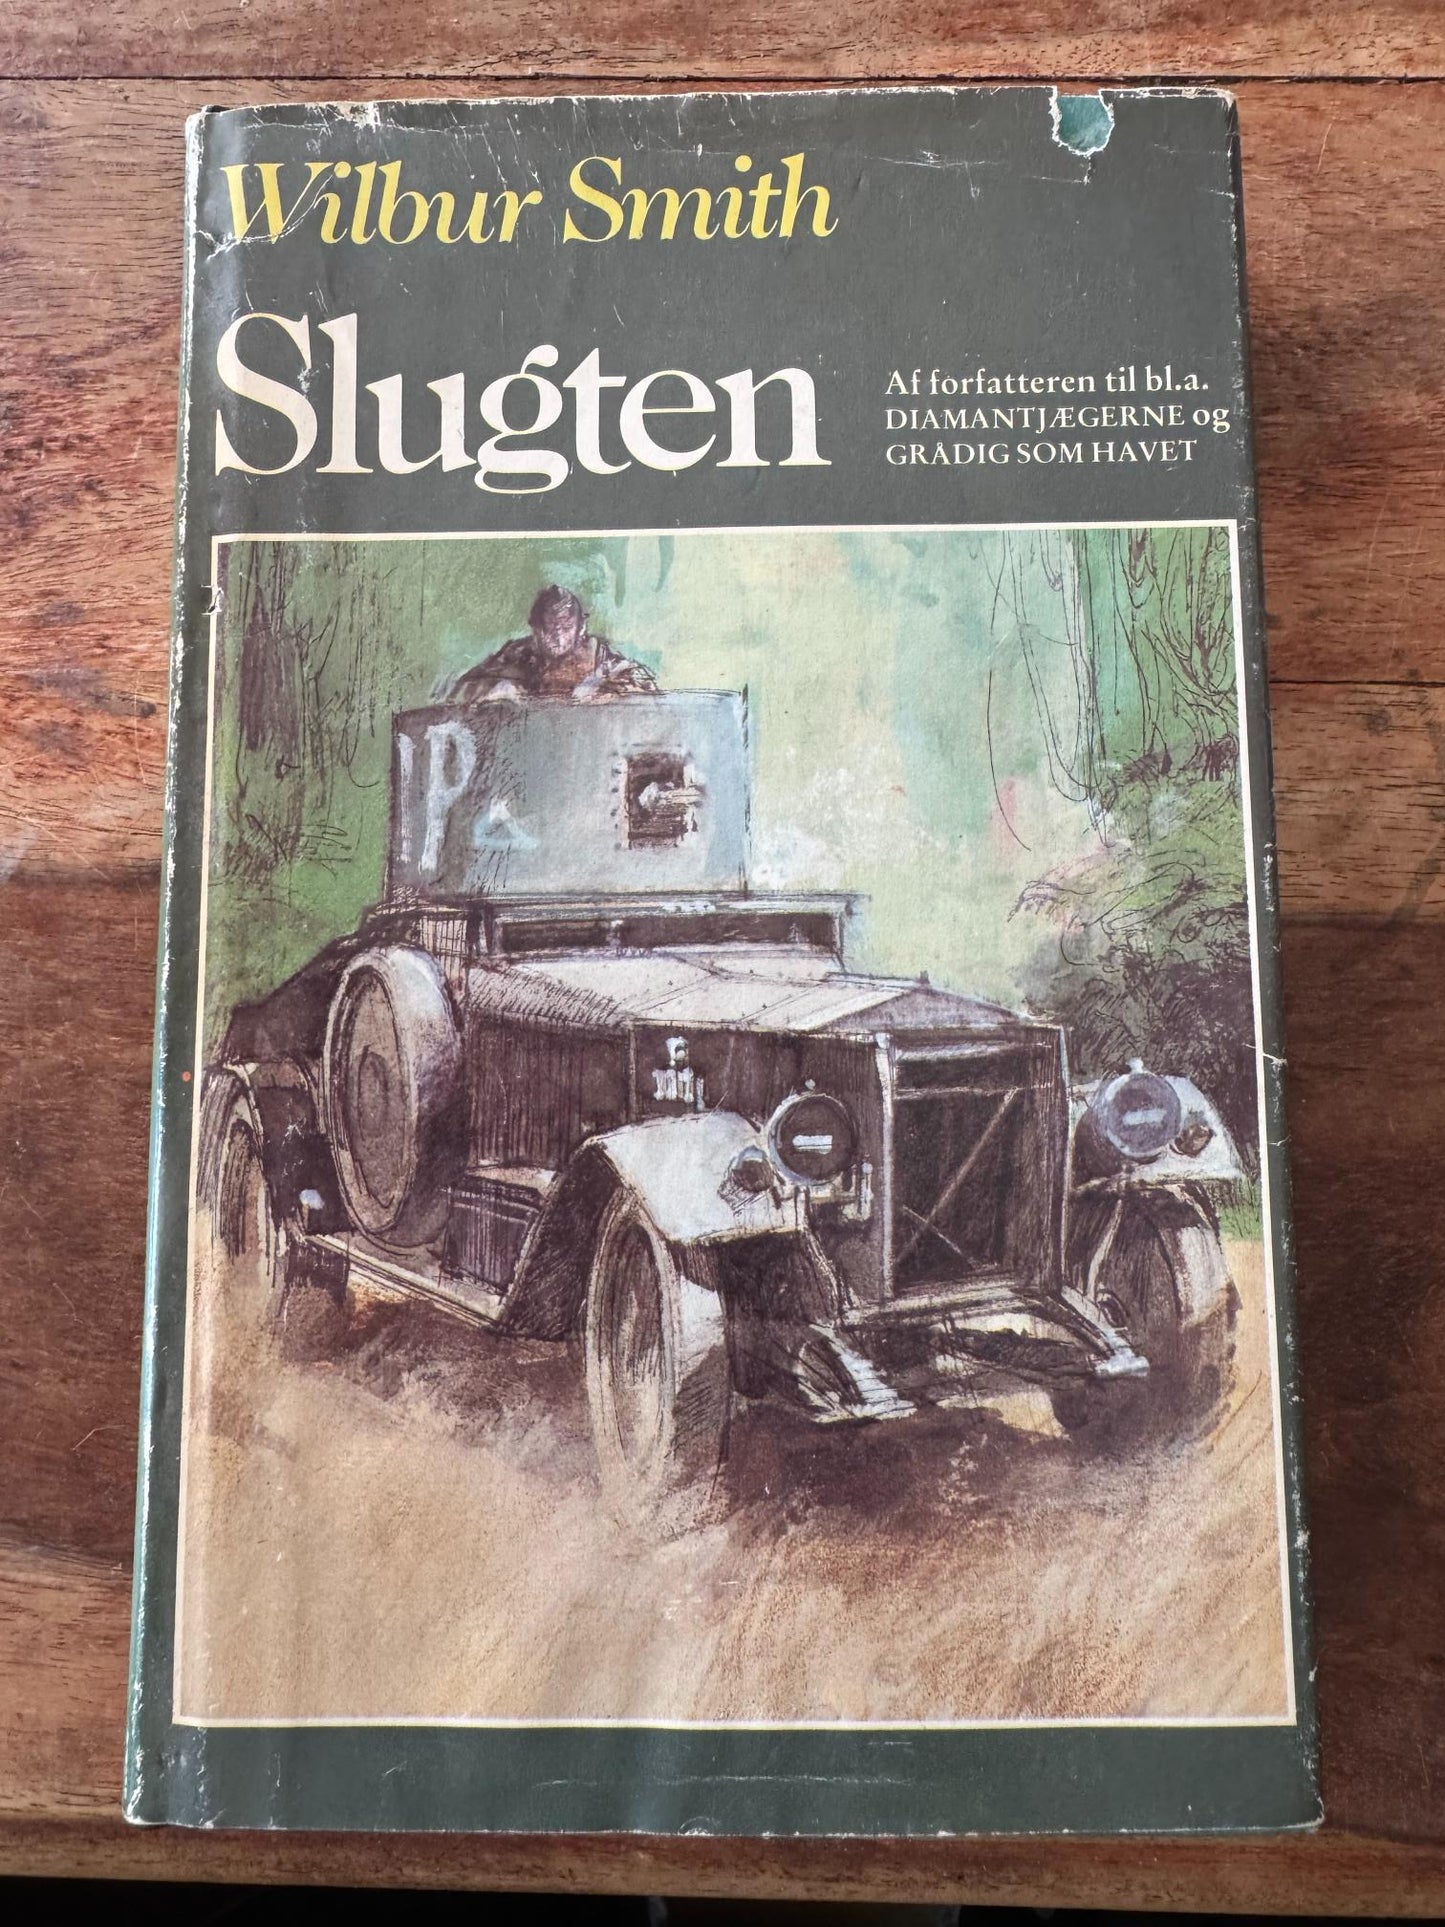 Wilbur Smith
Slugten
Af forfatteren til bl.a.
DIAMANTJÆGERNE og
GRÅDIG SOM HAVET